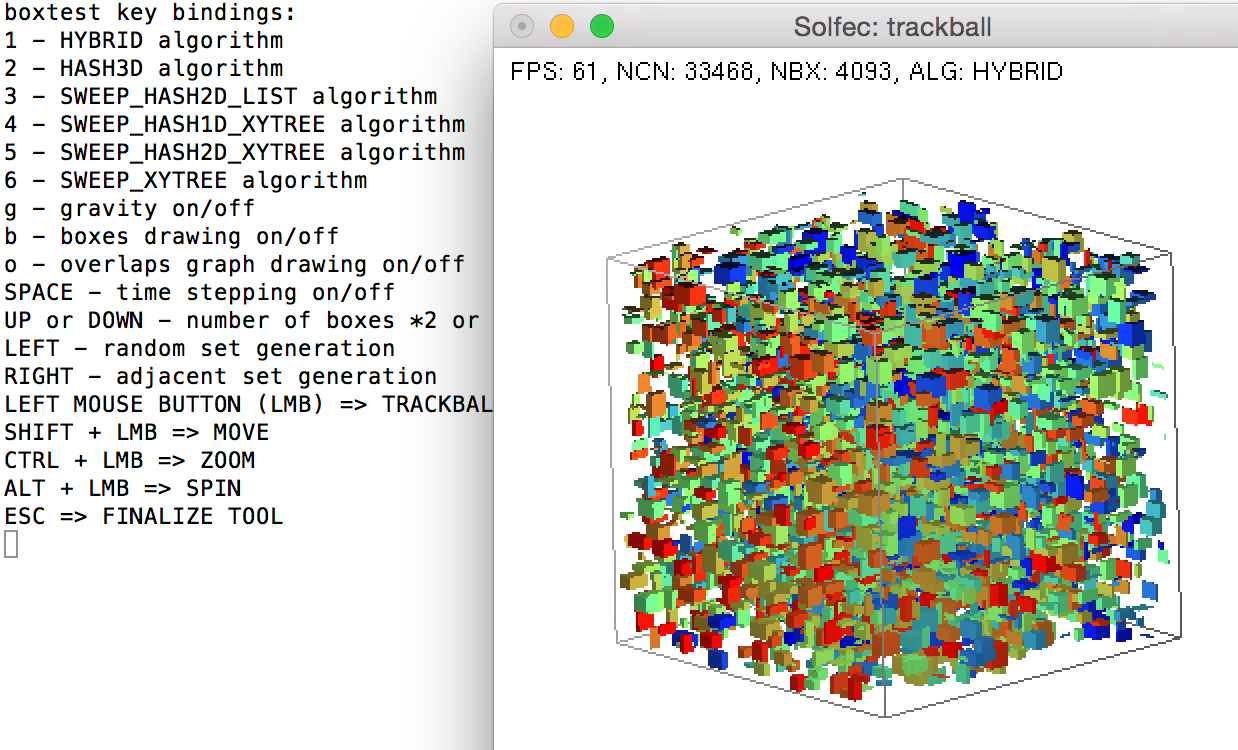 boxtest key bindings:
1 – HYBRID algorithm
2 – HASH3D algorithm
3 – SWEEP_HASH2D_LIST algorithm
4 – SWEEP_HASH1D_XYTREE algorithm
5 – SWEEP_HASH2D_XYTREE algorithm
6 – SWEEP_XYTREE algorithm
g – gravity on/off
b – boxes drawing on/off
o – overlaps graph drawing on/off
SPACE – time stepping on/off
UP or DOWN – number of boxes *2 or
LEFT – random set generation
RIGHT – adjacent set generation
LEFT MOUSE BUTTON (LMB) => TRACKBAL
SHIFT + LMB => MOVE
CTRL + LMB => ZOOM
ALT + LMB => SPIN
ESC => FINALIZE TOOL
Solfec: trackball
FPS: 61, NCN: 33468, NBX: 4093, ALG: HYBRID